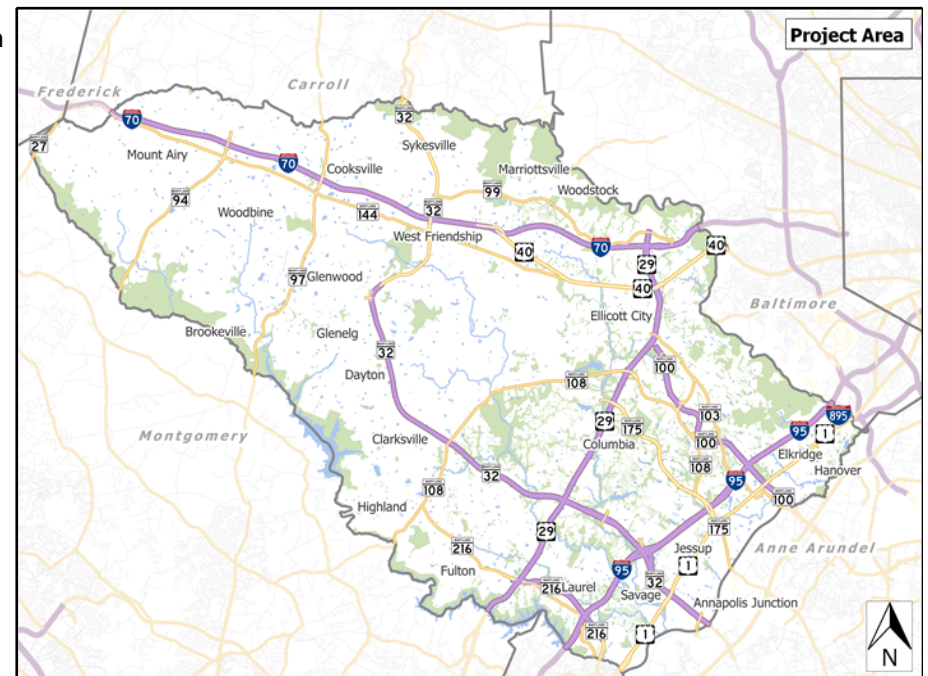 n
Project Area
Frederick
Carroll
MARYLAND
32
70
27
Sykesville
Mount Airy
70
Cooksville
Marriottsville
99
Woodstock
94
Woodbine
144
32
West Friendship
40
70
40
29
97
Glenwood
40
Baltimore
Ellicott City
Brookeville
Glenelg
32
100
Dayton
108
895
103
29
175
95
1
Montgomery
Clarksville
Columbia
100
Elkridge
108
Hanover
32
95
108
100
Highland
175
29
Anne Arundel
216
Jessup
Fulton
95
1
216
Laurel
Savage
32
Annapolis Junction
216
1
N